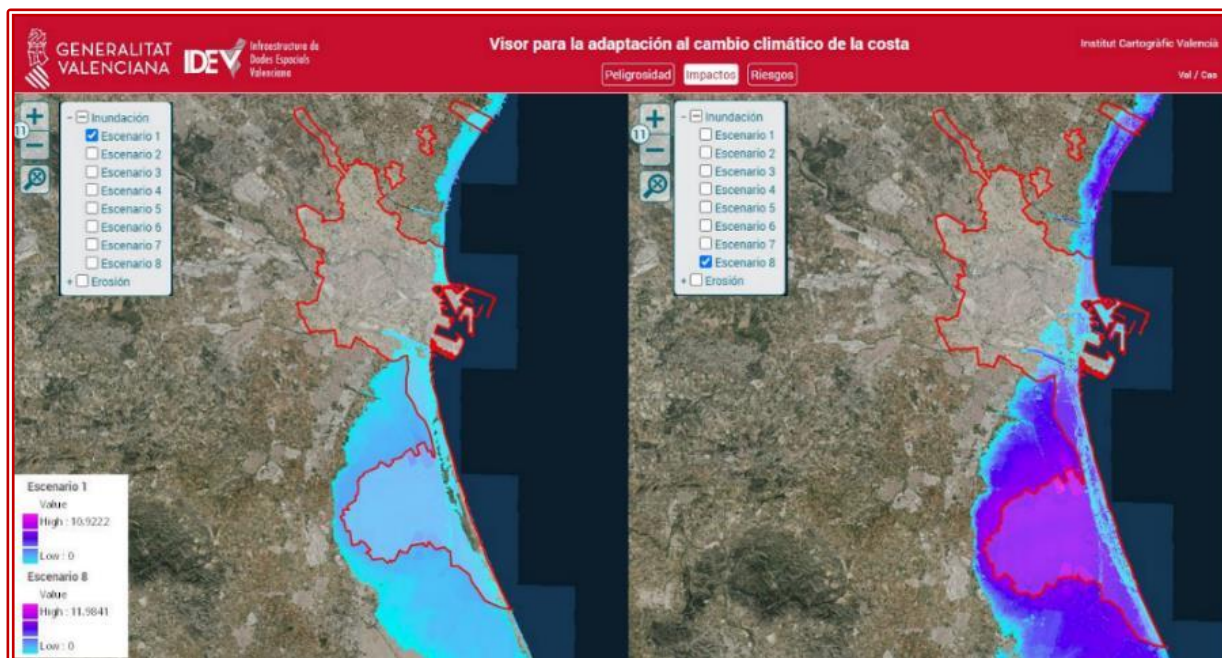 GENERALITAT
VALENCIANA
IDEV
Infraestructura de
Dades Espacials
Valenciana
Visor para la adaptación al cambio climático de la costa
Peligrosidad
Impactos
Riesgos
Institut Cartogràfic Valencià
Val / Cas
+
11
−
- Inundación
Escenario 1
Escenario 2
Escenario 3
Escenario 4
Escenario 5
Escenario 6
Escenario 7
Escenario 8
+ Erosión
Escenario 1
Value
High : 10.9222
Low : 0
Escenario 8
Value
High : 11.9841
Low : 0
+
11
−
- Inundación
Escenario 1
Escenario 2
Escenario 3
Escenario 4
Escenario 5
Escenario 6
Escenario 7
Escenario 8
+ Erosión